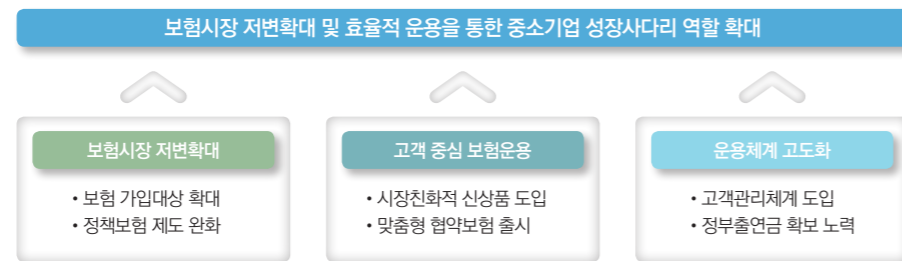 보험시장 저변확대 및 효율적 운용을 통한 중소기업 성장사다리 역할 확대
보험시장 저변확대
• 보험 가입대상 확대
• 정책보험 제도 완화
고객 중심 보험운용
• 시장친화적 신상품 도입
• 맞춤형 협약보험 출시
운용체계 고도화
• 고객관리체계 도입
• 정부출연금 확보 노력